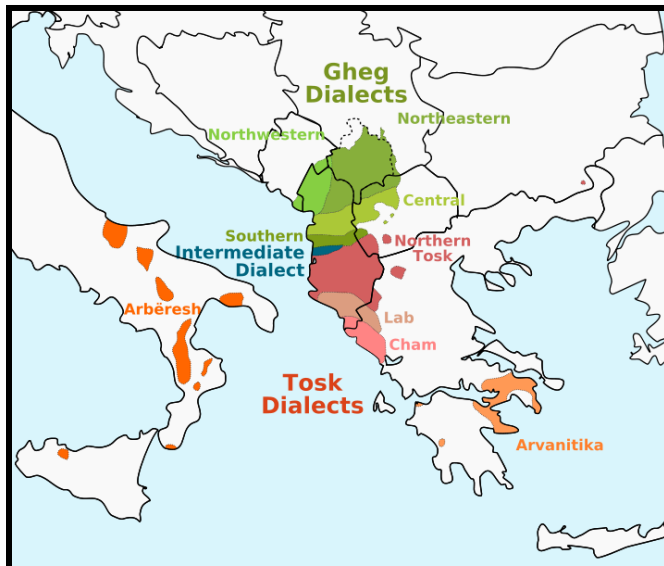 Gheg
Dialects
Northeastern
Northwestern
Central
Southern
Northern
Tosk
Intermediate
Dialect
Arbëresh
Lab
Cham
Tosk
Dialects
Arvanitika